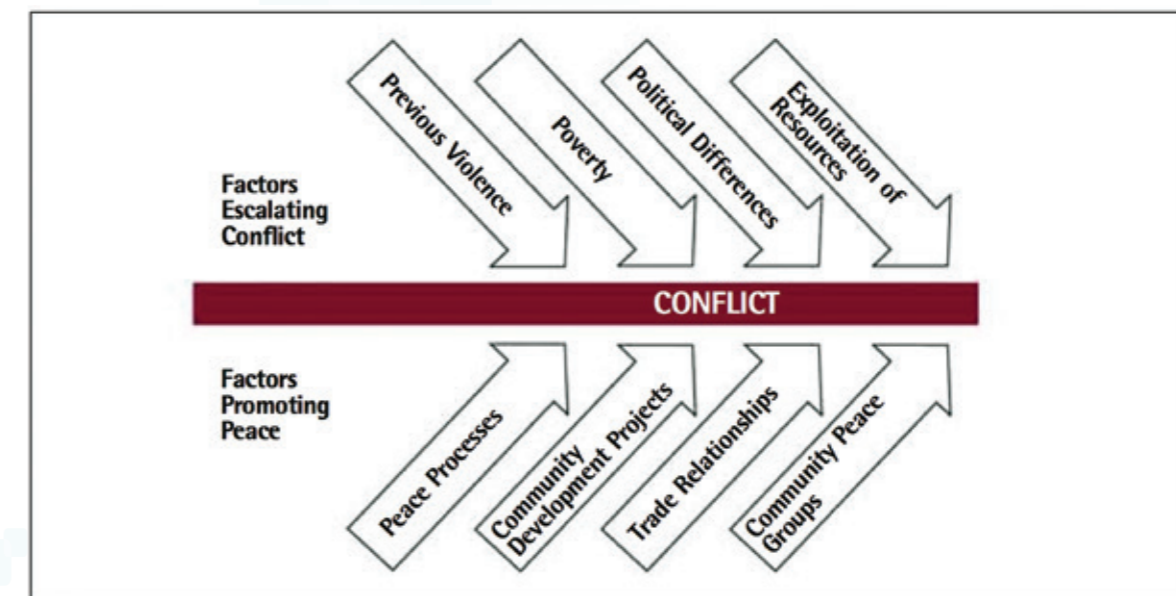 Previous Violence
Poverty
Political Differences
Exploitation of
Resources
Factors
Escalating
Conflict
CONFLICT
Factors
Promoting
Peace
Peace Processes
Community
Development Projects
Trade Relationships
Community Peace
Groups